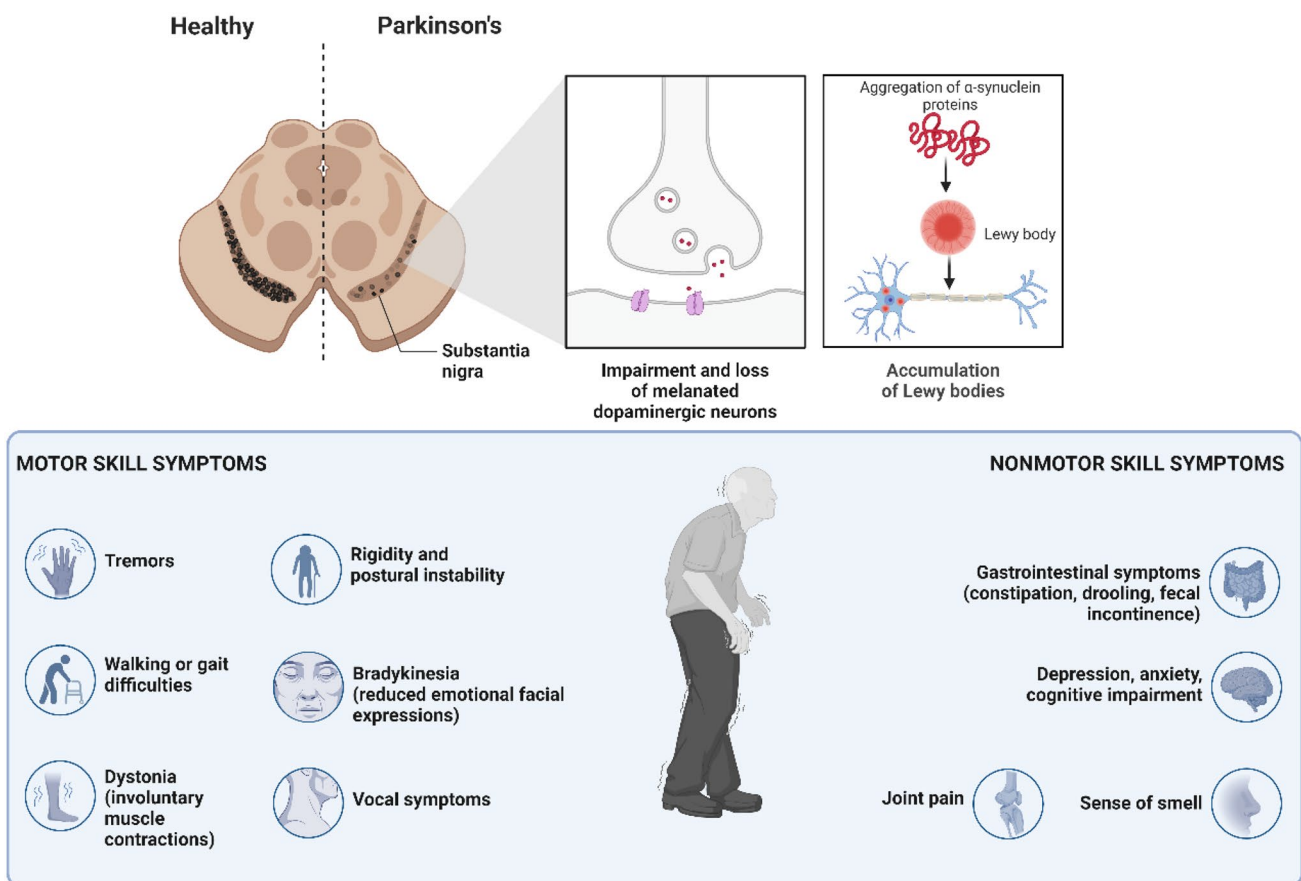 Healthy
Parkinson's
Substantia
nigra
Impairment and loss
of melanated
dopaminergic neurons
Aggregation of α-synuclein
proteins
Lewy body
Accumulation
of Lewy bodies
MOTOR SKILL SYMPTOMS
Tremors
Rigidity and
postural instability
Walking or gait
difficulties
Bradykinesia
(reduced emotional facial
expressions)
Dystonia
(involuntary
muscle
contractions)
Vocal symptoms
NONMOTOR SKILL SYMPTOMS
Gastrointestinal symptoms
(constipation, drooling, fecal
incontinence)
Depression, anxiety,
cognitive impairment
Joint pain
Sense of smell